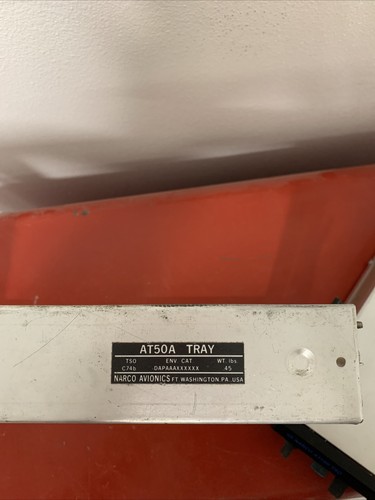 AT50A TRAY
TSO ENV. CAT. WT. lbs.
C74b DAPAAAXXXXXX .45
NARCO AVIONICS FT. WASHINGTON PA.,USA